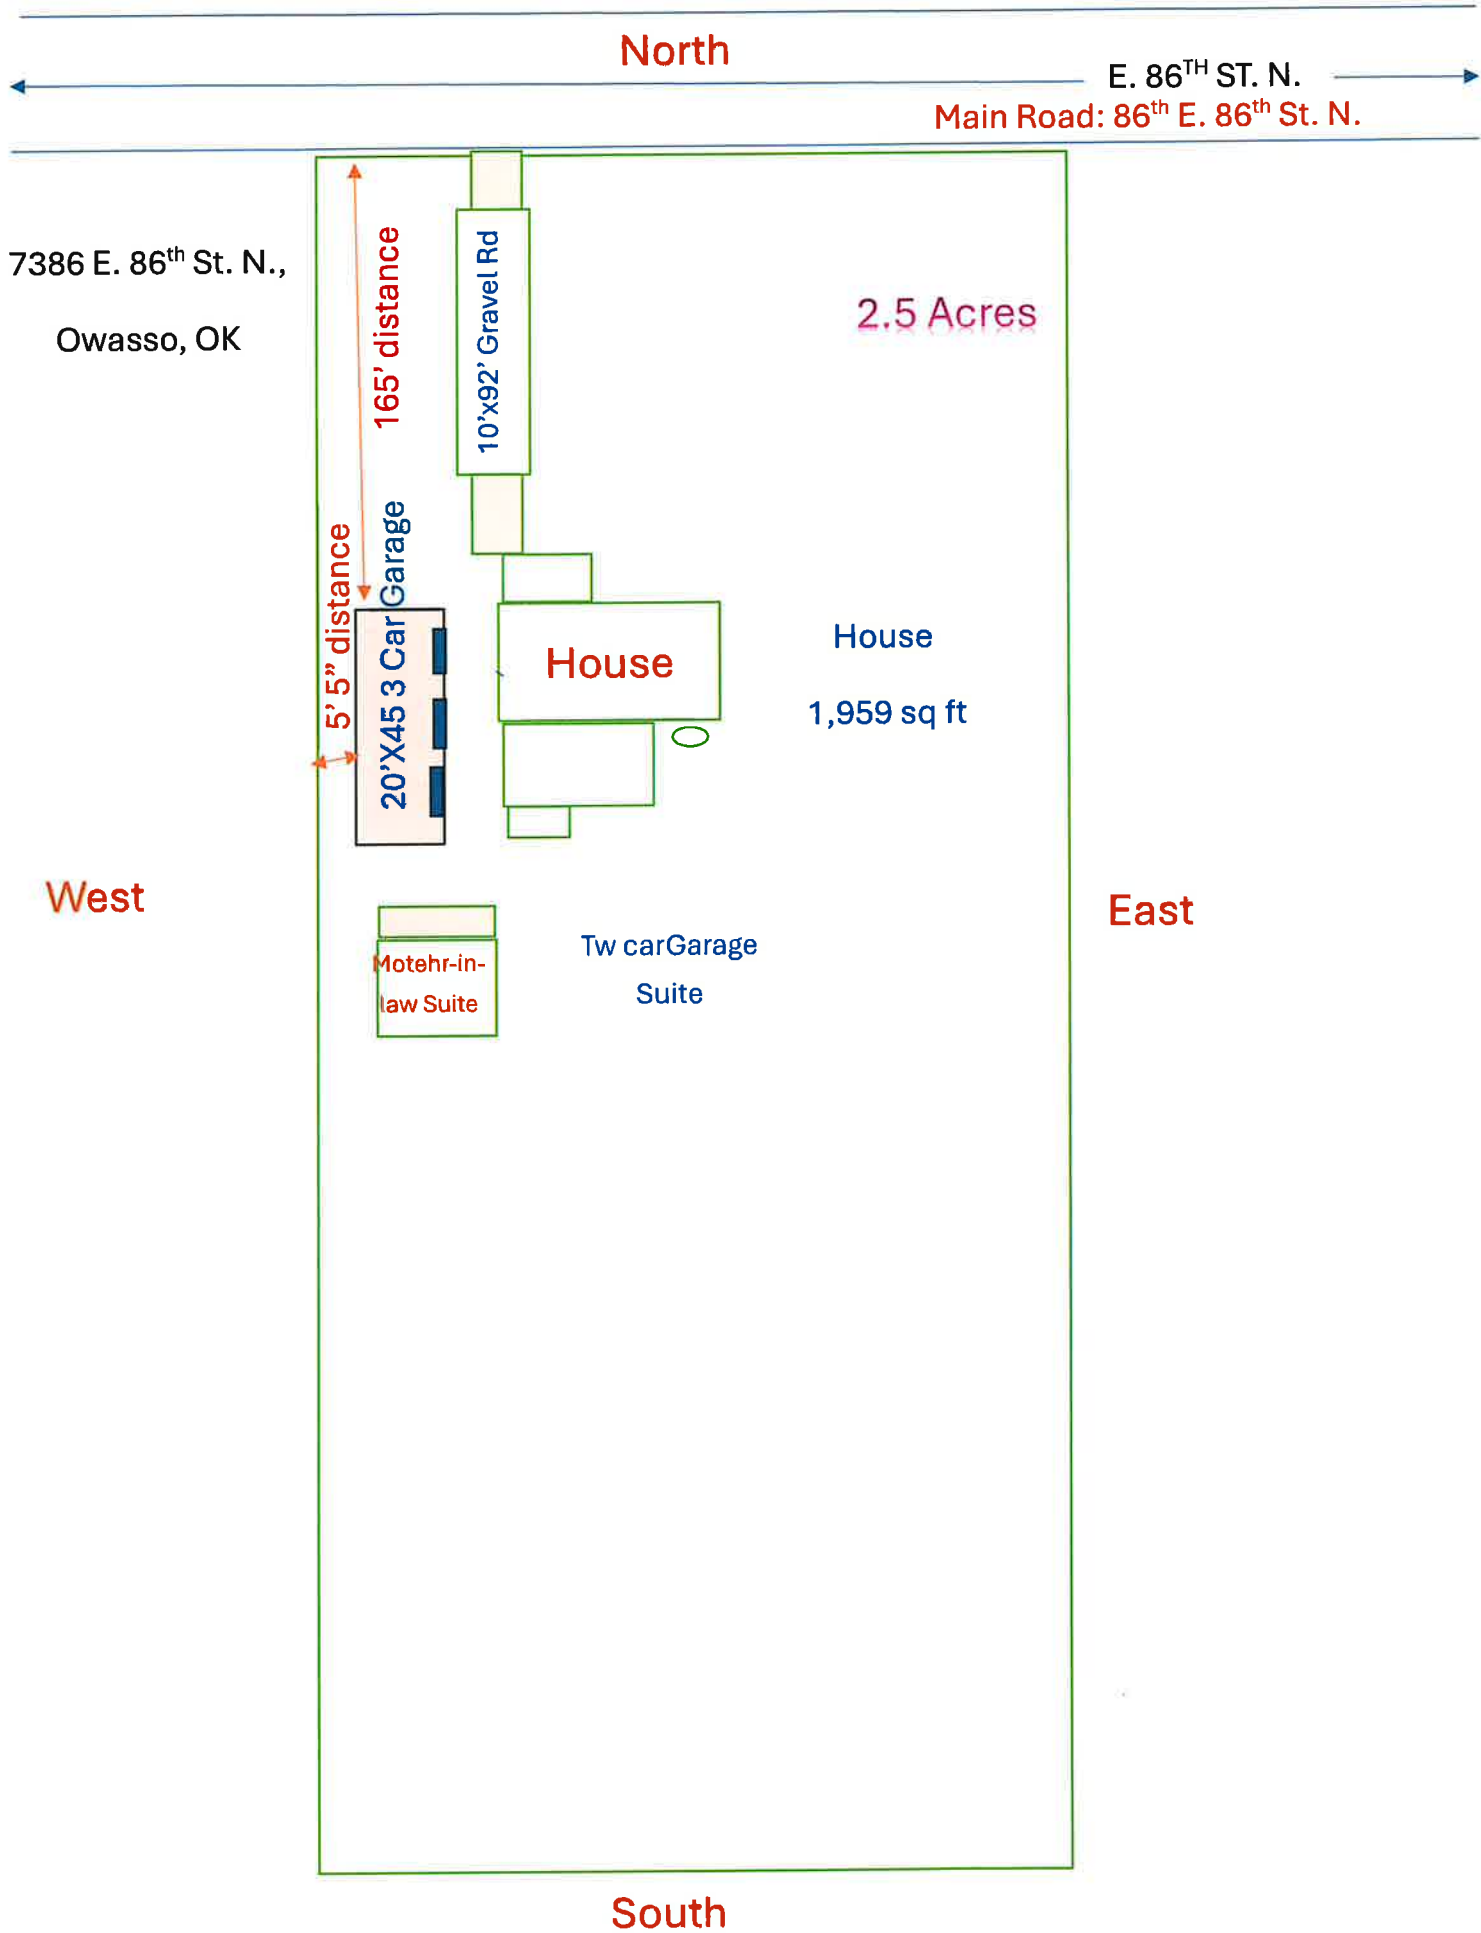 North
E. 86TH ST. N.
Main Road: 86th E. 86th St. N.
7386 E. 86th St. N.,
Owasso, OK
165' distance
10'x92' Gravel Rd
2.5 Acres
5' 5" distance
20'X45 3 Car Garage
House
House
1,959 sq ft
West
East
Motehr-in-
law Suite
Tw carGarage
Suite
South